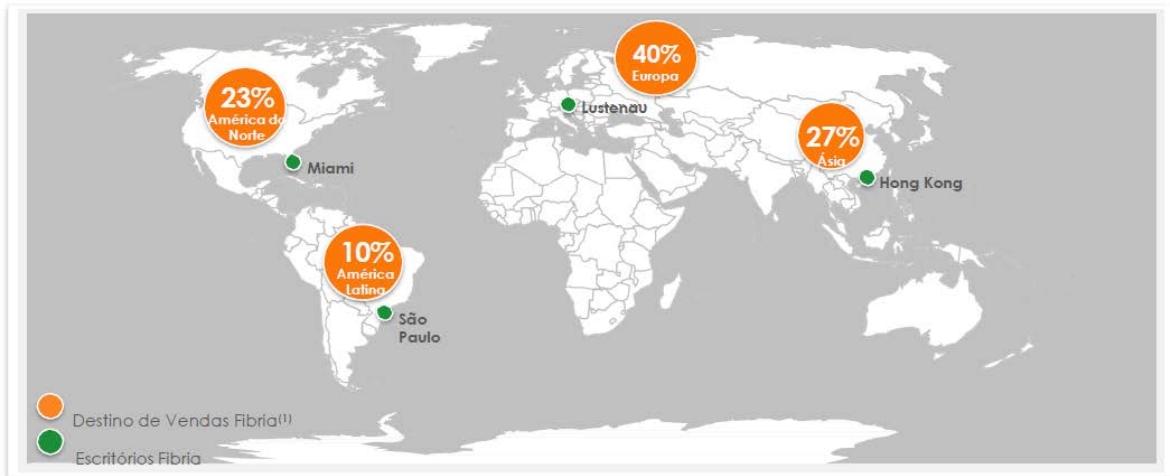 40%
Europa
23%
América do
Norte
Lustenau
27%
Ásia
Miami
Hong Kong
10%
América
Latina
São
Paulo
Destino de Vendas Fibria(1)
Escritórios Fibria